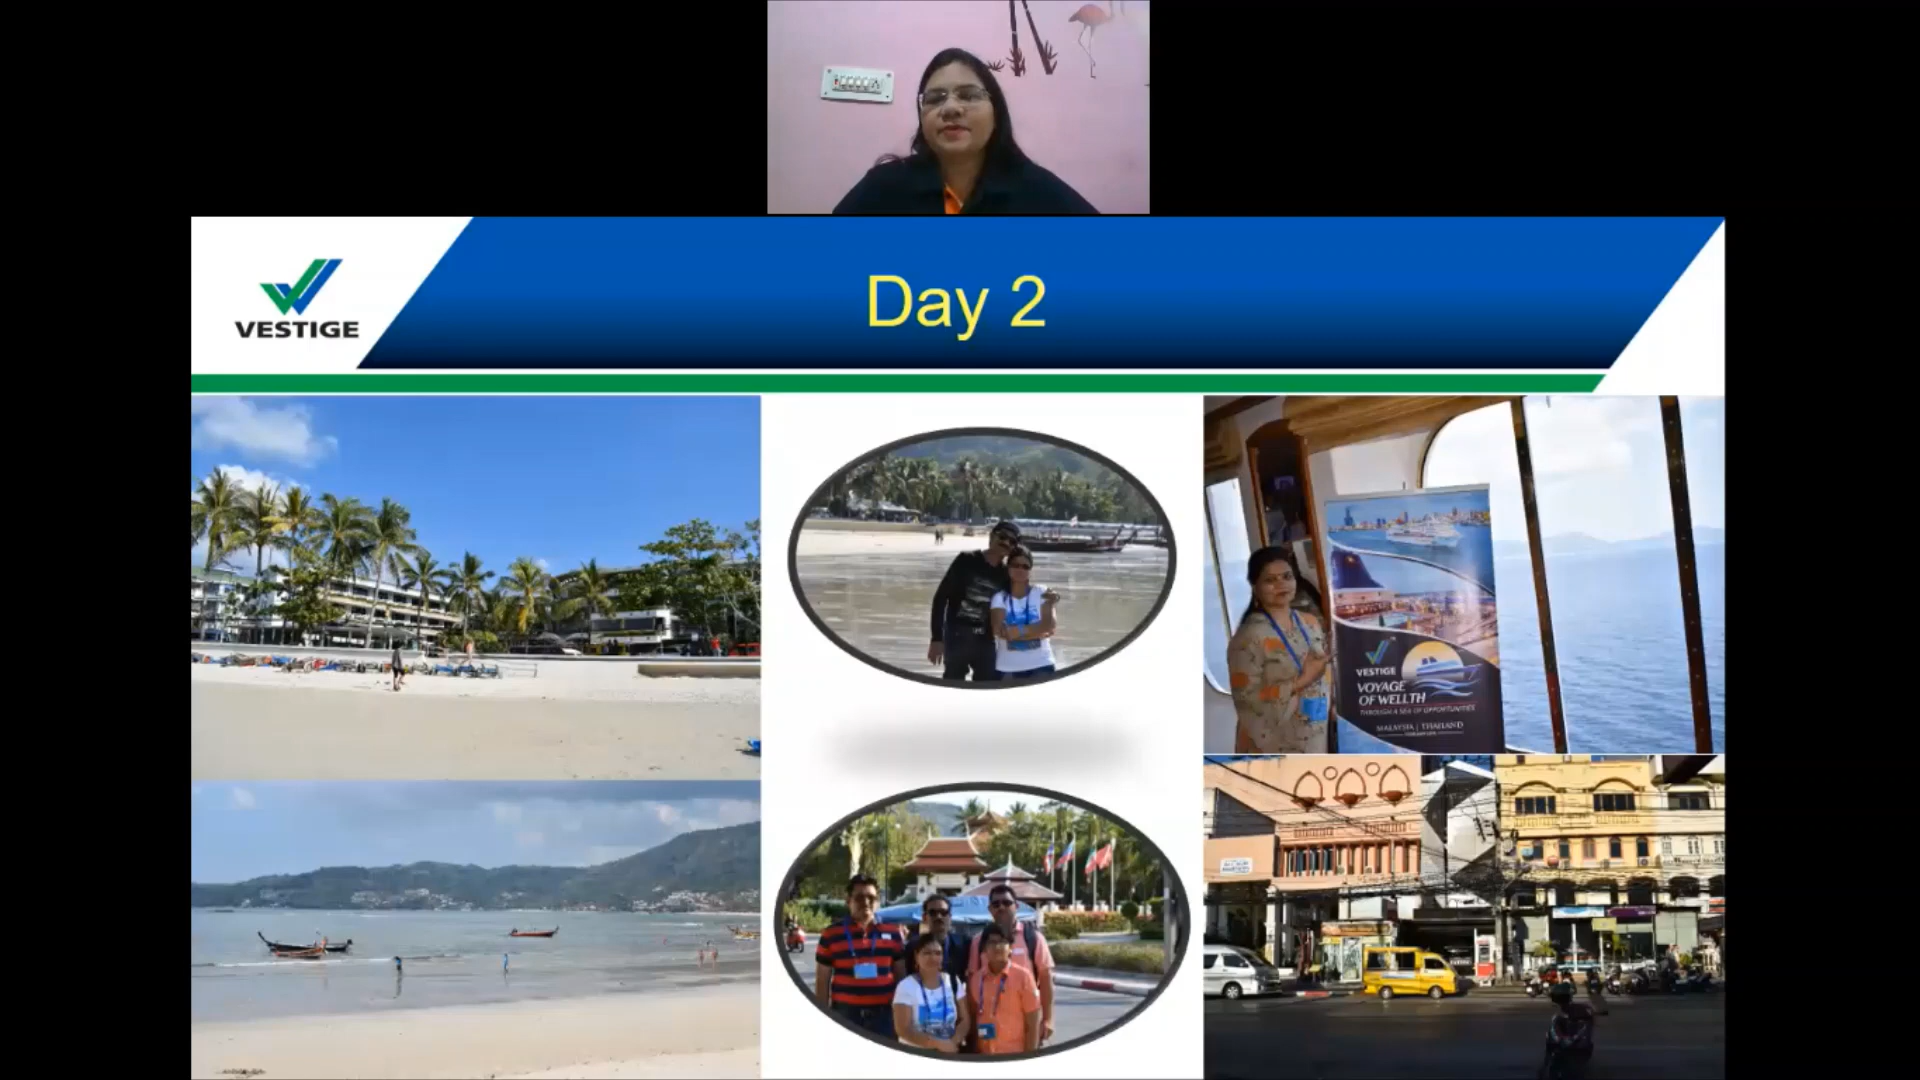 Day 2
VESTIGE
VESTIGE
VOYAGE
OF WELLTH
THROUGH A SEA OF OPPORTUNITIES
MALAYSIA | THAILAND